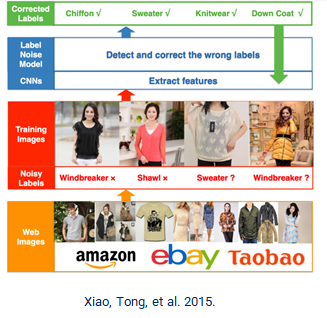 Corrected Labels
Chiffon √ Sweater √ Knitwear √ Down Coat √
Label Noise Model
Detect and correct the wrong labels
CNNs
Extract features
Training Images
Noisy Labels
Windbreaker × Shawl × Sweater ? Windbreaker ?
Web Images
amazon ebay Taobao
Xiao, Tong, et al. 2015.